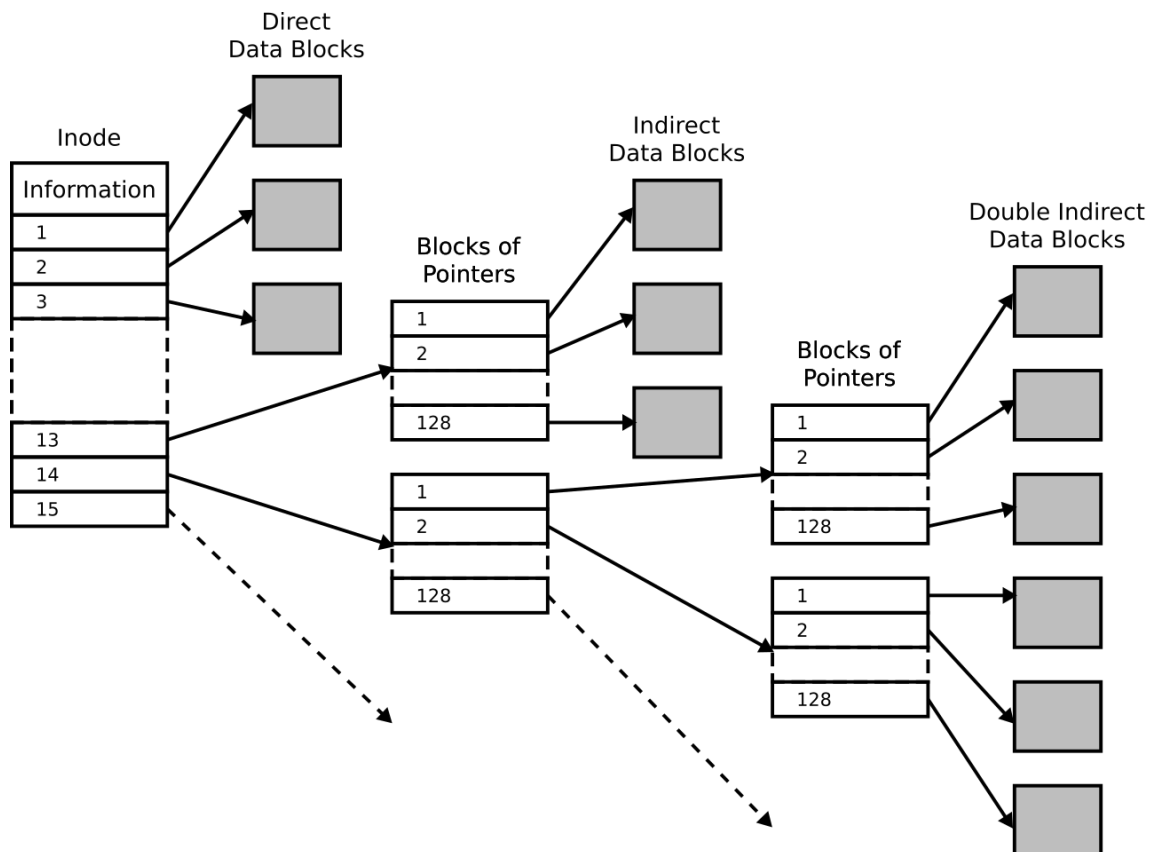 Direct
Data Blocks
Inode
Information
1
2
3
13
14
15
Blocks of
Pointers
1
2
128
1
2
128
Indirect
Data Blocks
Blocks of
Pointers
1
2
128
1
2
128
Double Indirect
Data Blocks